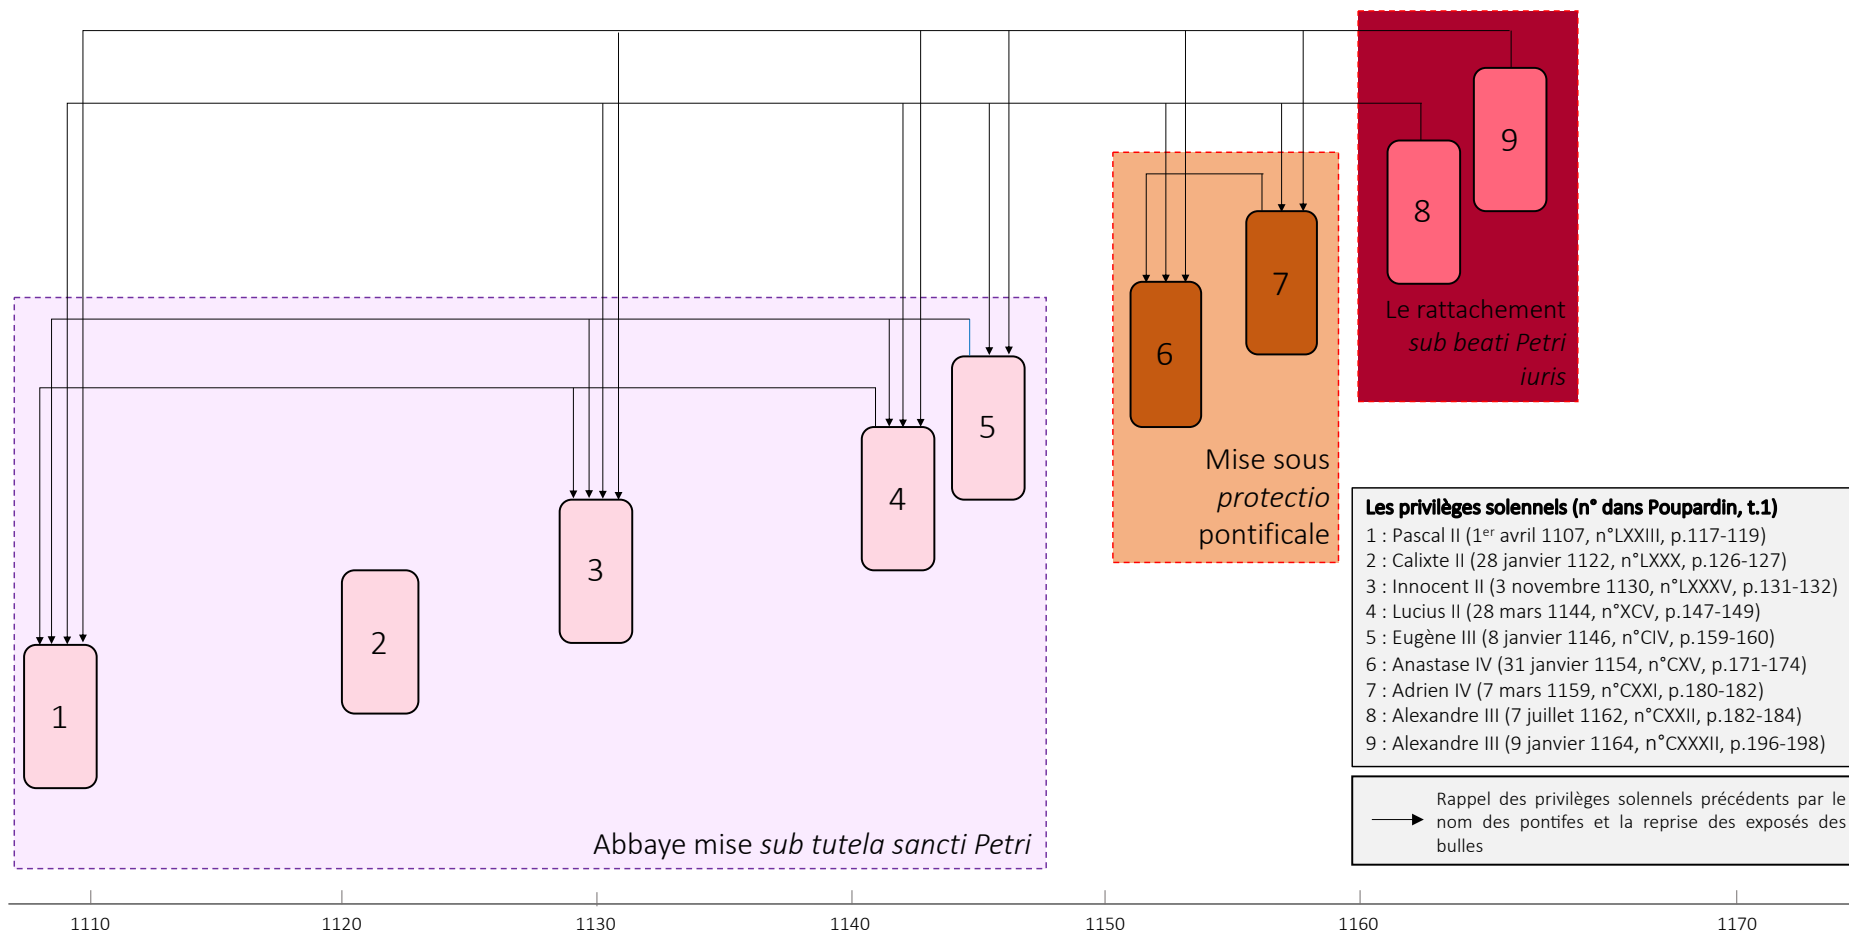 9
8
Le rattachement
sub beati Petri
iuris
7
6
Mise sous
protectio
pontificale
5
4
3
2
1
Abbaye mise sub tutela sancti Petri
Les privilèges solennels (n° dans Poupardin, t.1)
1 : Pascal II (1er avril 1107, n°LXXIII, p.117-119)
2 : Calixte II (28 janvier 1122, n°LXXX, p.126-127)
3 : Innocent II (3 novembre 1130, n°LXXXV, p.131-132)
4 : Lucius II (28 mars 1144, n°XCV, p.147-149)
5 : Eugène III (8 janvier 1146, n°CIV, p.159-160)
6 : Anastase IV (31 janvier 1154, n°CXV, p.171-174)
7 : Adrien IV (7 mars 1159, n°CXXI, p.180-182)
8 : Alexandre III (7 juillet 1162, n°CXXII, p.182-184)
9 : Alexandre III (9 janvier 1164, n°CXXXII, p.196-198)
Rappel des privilèges solennels précédents par le
nom des pontifes et la reprise des exposés des
bulles
1110 1120 1130 1140 1150 1160 1170